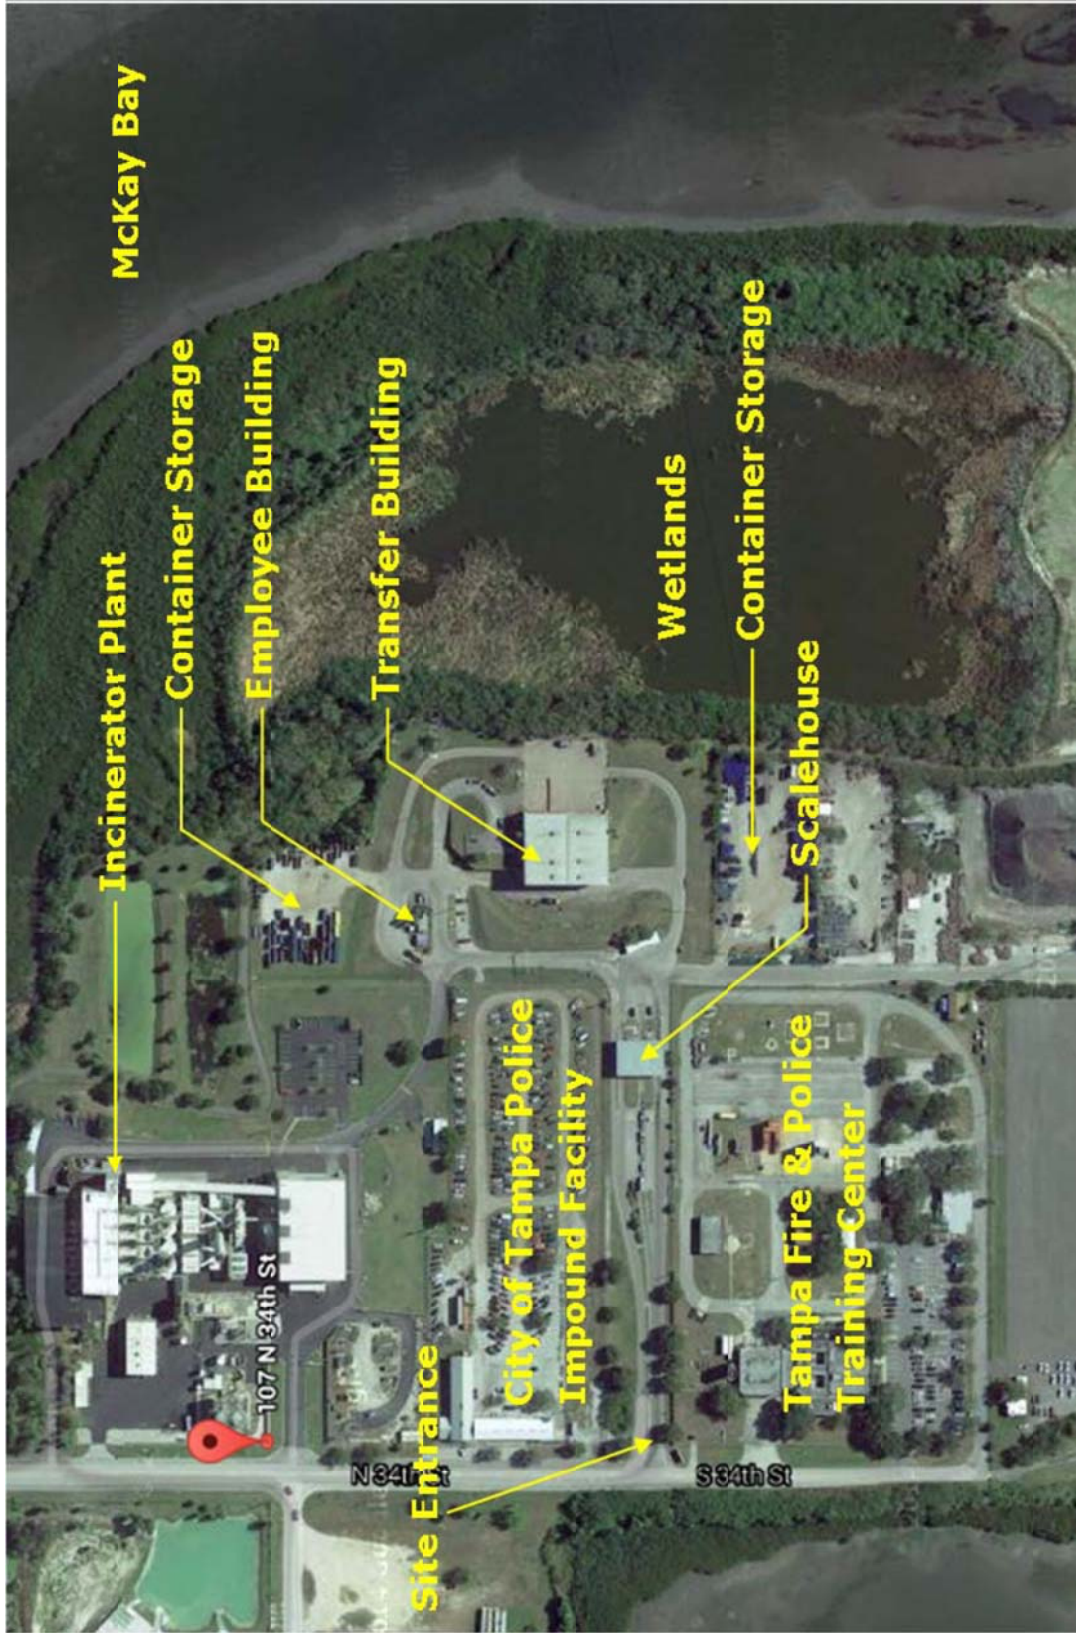 McKay Bay
Incinerator Plant
Container Storage
Employee Building
Transfer Building
Wetlands
Container Storage
Scalehouse
107 N 34th St
City of Tampa Police
Impound Facility
Tampa Fire & Police
Training Center
N 34th St
Site Entrance
S 34th St